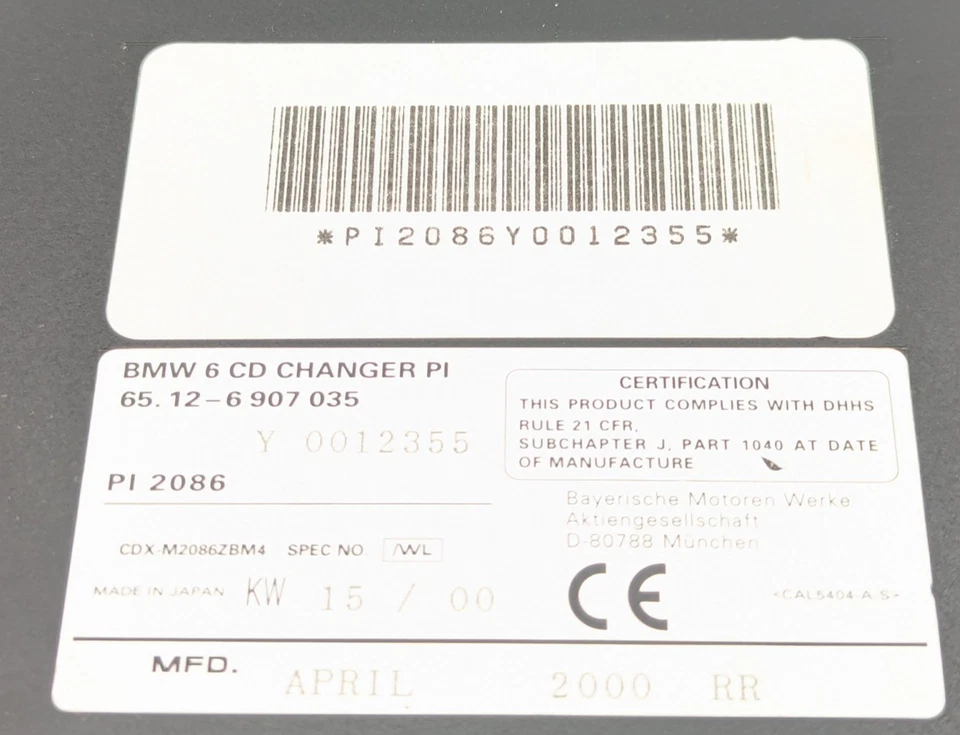 *PI2086Y0012355*
BMW 6 CD CHANGER PI
65.12-6 907 035
Y 0012355
PI 2086
CDX-M2086ZBM4 SPEC NO. /WL
MADE IN JAPAN KW 15 / 00
CERTIFICATION
THIS PRODUCT COMPLIES WITH DHHS
RULE 21 CFR,
SUBCHAPTER J, PART 1040 AT DATE
OF MANUFACTURE
Bayerische Motoren Werke
Aktiengesellschaft
D-80788 München
CE
<CAL5404-A S>
MFD. APRIL 2000 RR